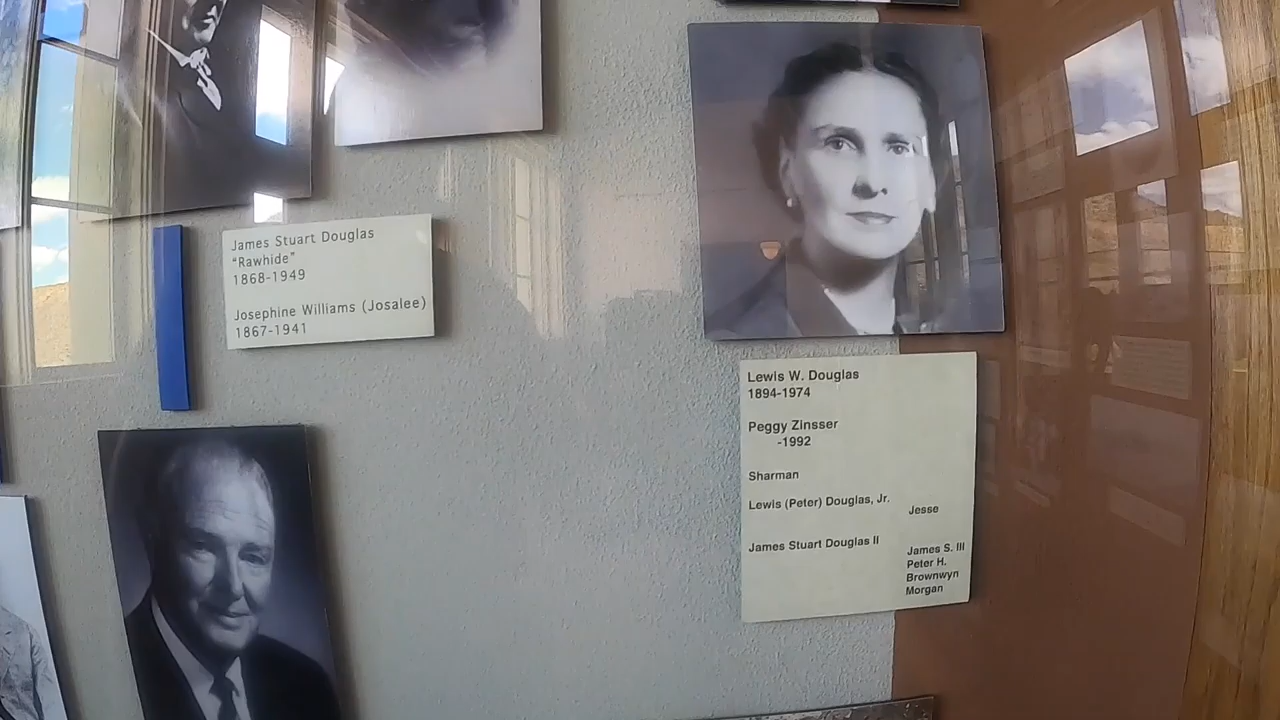 James Stuart Douglas
“Rawhide”
1868-1949
Josephine Williams (Josalee)
1867-1941
Lewis W. Douglas
1894-1974
Peggy Zinsser
-1992
Sharman
Lewis (Peter) Douglas, Jr.
Jesse
James Stuart Douglas II
James S. III
Peter H.
Brownwyn
Morgan